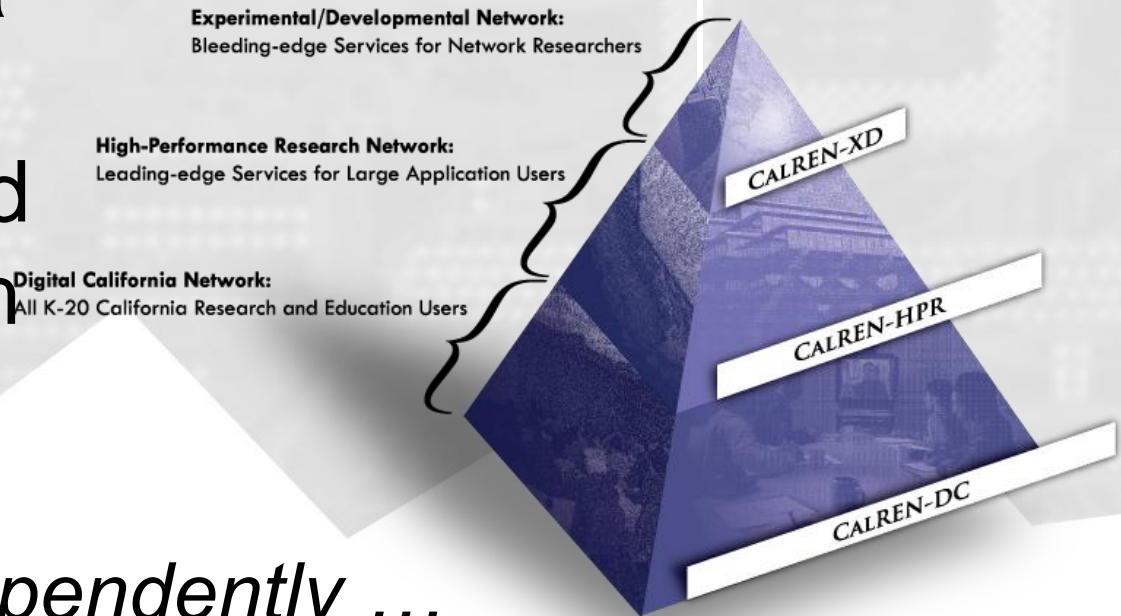 Experimental/Developmental Network:
Bleeding-edge Services for Network Researchers
CALREN-XD
High-Performance Research Network:
Leading-edge Services for Large Application Users
d
n
Digital California Network:
All K-20 California Research and Education Users
CALREN-HPR
CALREN-DC
pendently …